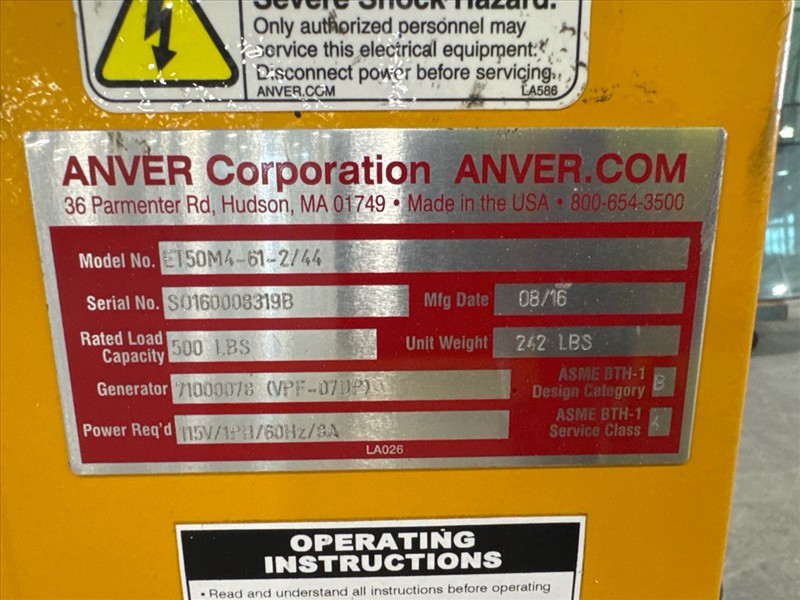 Severe Shock Hazard.
Only authorized personnel may
service this electrical equipment.
Disconnect power before servicing.
ANVER.COM LA586
ANVER Corporation ANVER.COM
36 Parmenter Rd, Hudson, MA 01749 • Made in the USA • 800-654-3500
Model No. ET50M4-61-2/44
Serial No. S0160008319B Mfg Date 08/16
Rated Load Capacity 500 LBS Unit Weight 242 LBS
Generator 71000078 (VPF-07DP) ASME BTH-1 Design Category B
Power Req'd 115V/1PH/60Hz/8A ASME BTH-1 Service Class
LA026
OPERATING
INSTRUCTIONS
• Read and understand all instructions before operating